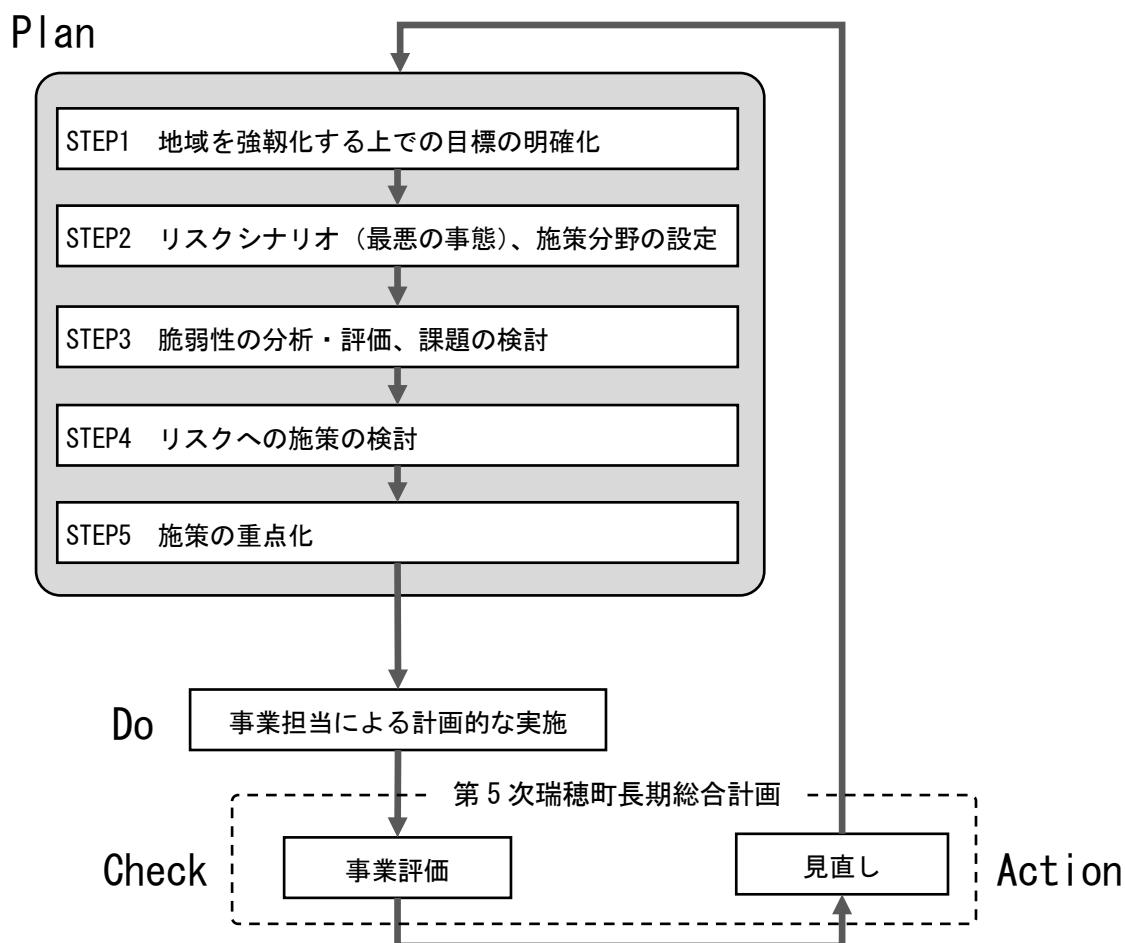 Plan
STEP1 地域を強靱化する上での目標の明確化
STEP2 リスクシナリオ（最悪の事態）、施策分野の設定
STEP3 脆弱性の分析・評価、課題の検討
STEP4 リスクへの施策の検討
STEP5 施策の重点化
Do
事業担当による計画的な実施
第5次瑞穂町長期総合計画
Check
事業評価
見直し
Action